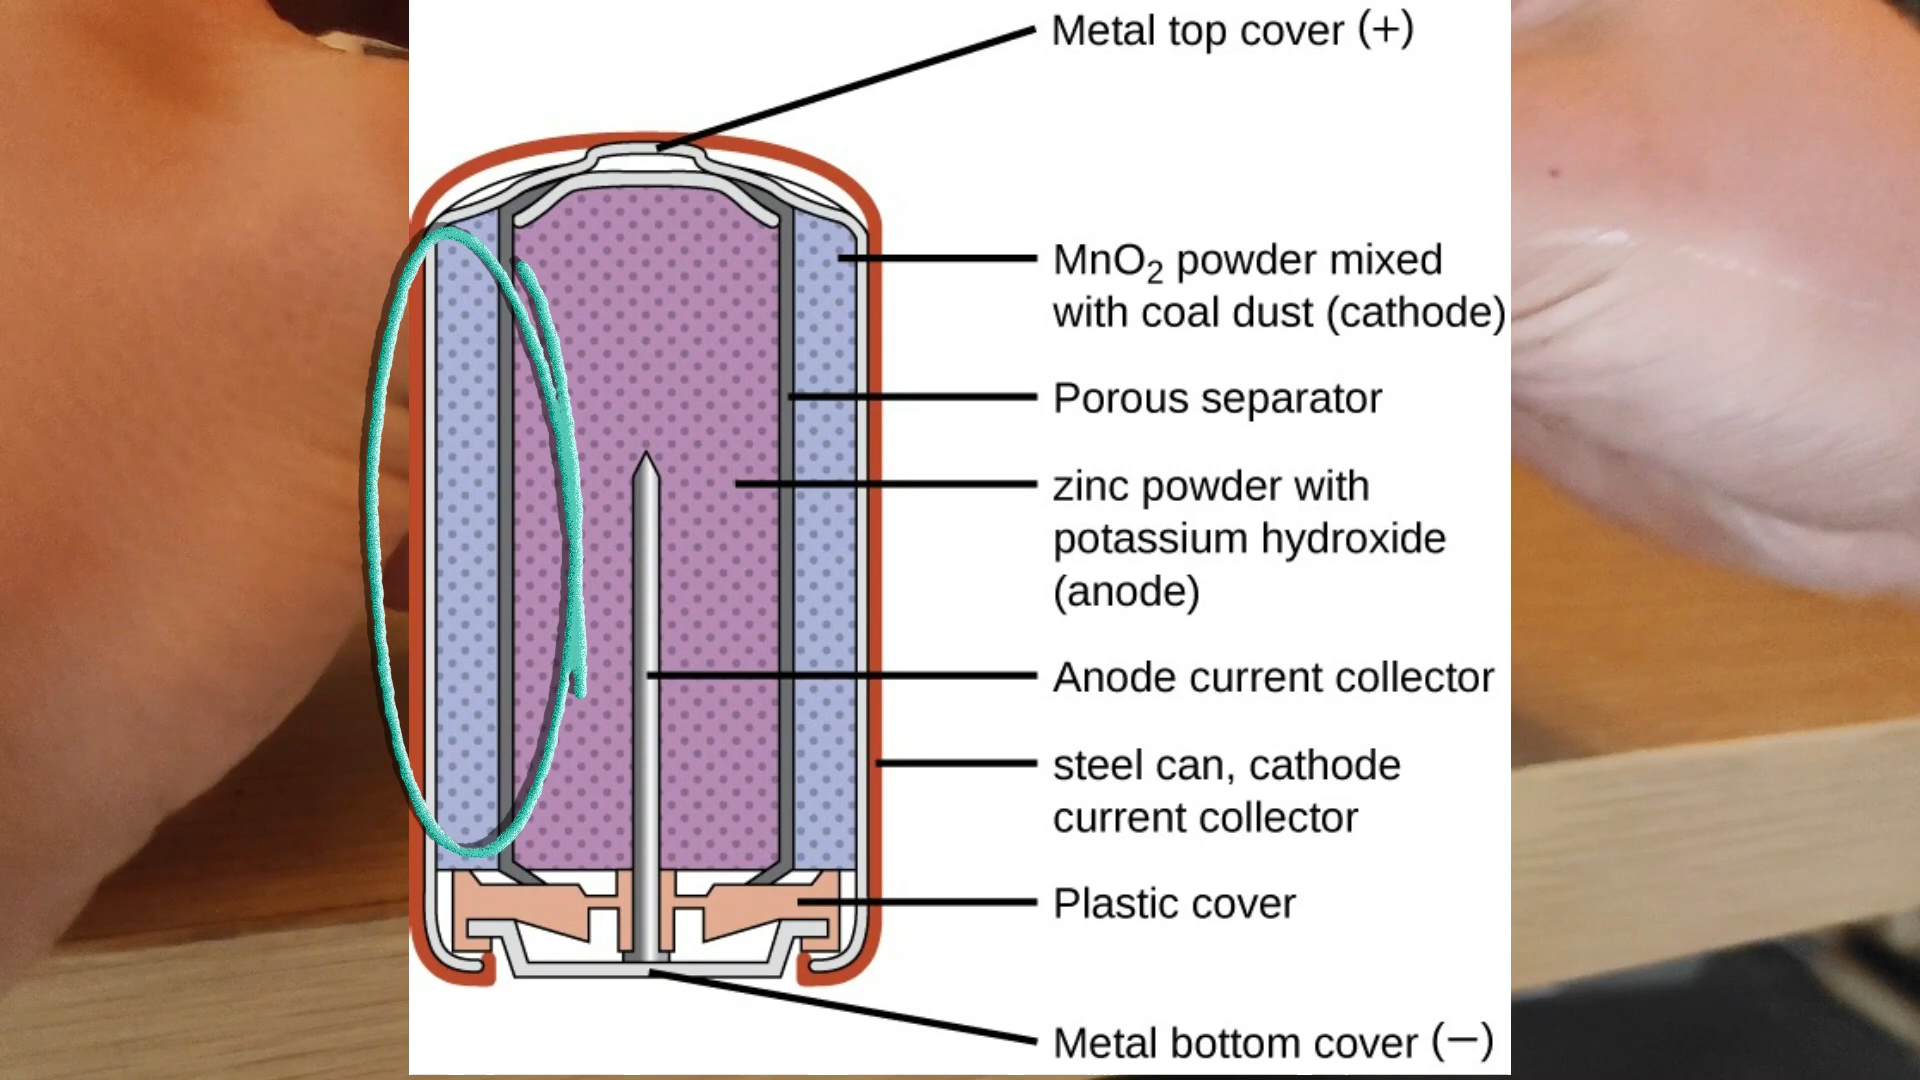 Metal top cover (+)
MnO₂ powder mixed
with coal dust (cathode)
Porous separator
zinc powder with
potassium hydroxide
(anode)
Anode current collector
steel can, cathode
current collector
Plastic cover
Metal bottom cover (−)